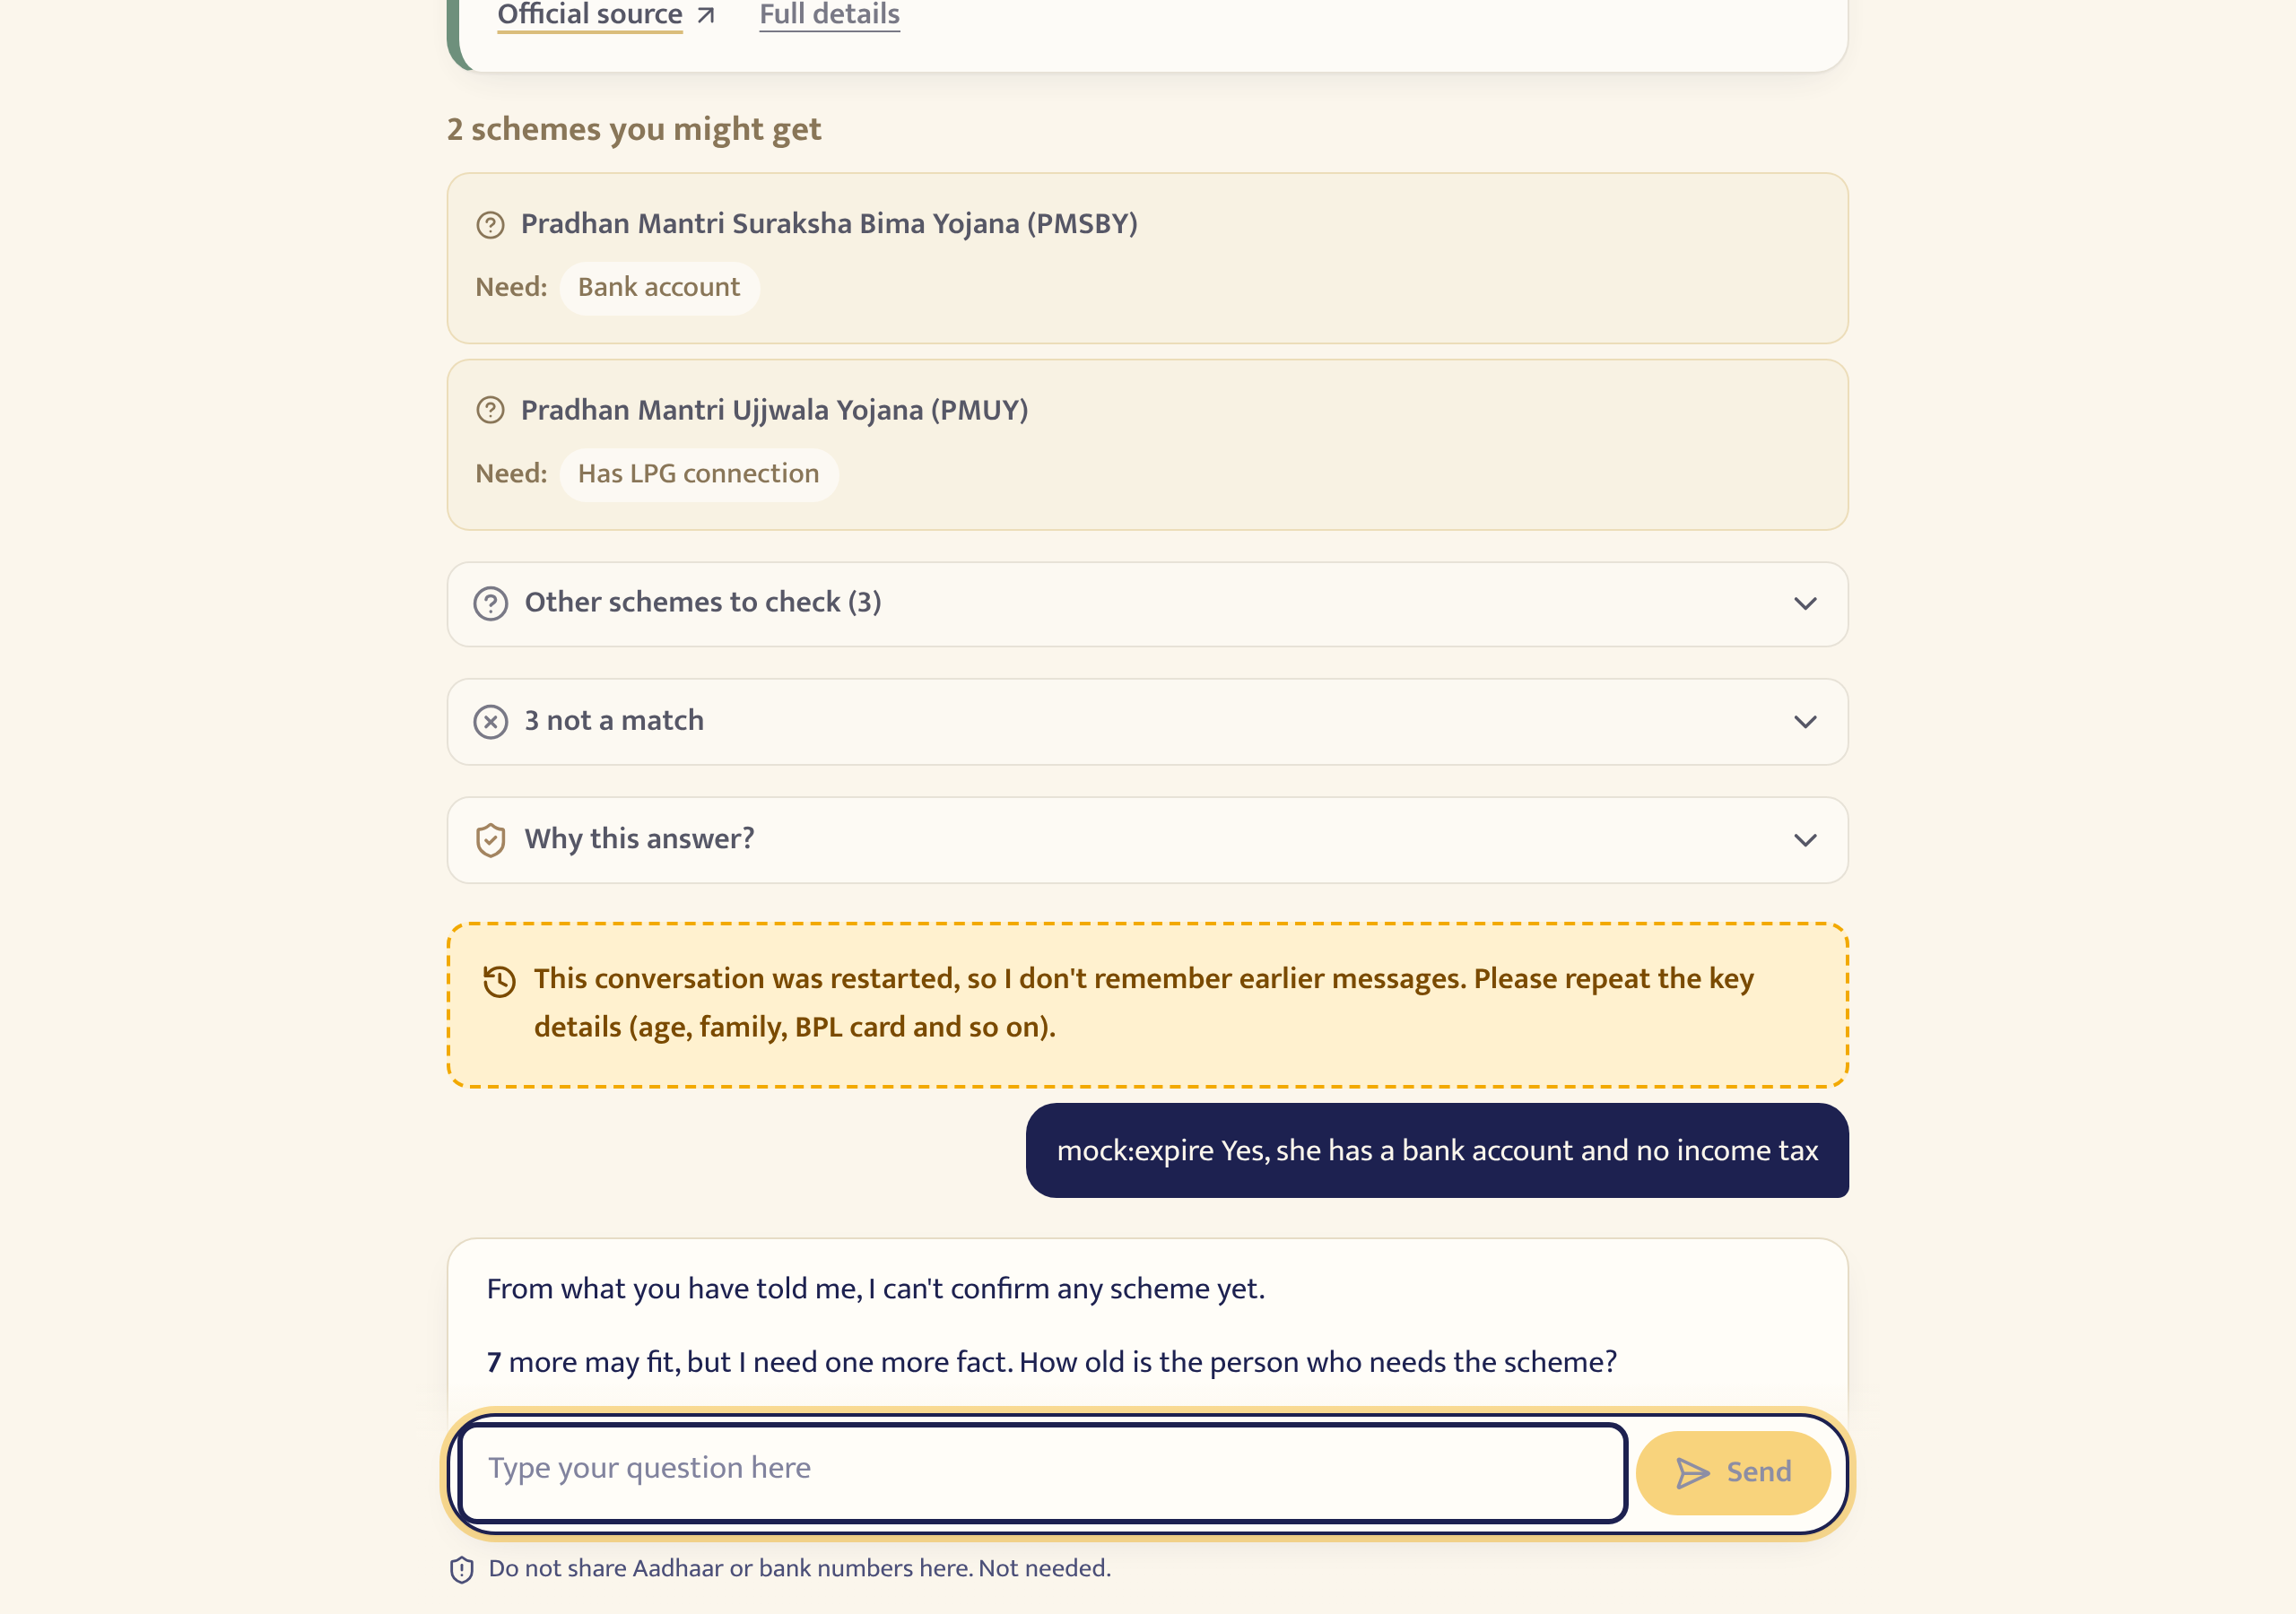 Official source Full details
2 schemes you might get
Pradhan Mantri Suraksha Bima Yojana (PMSBY)
Need: Bank account
Pradhan Mantri Ujjwala Yojana (PMUY)
Need: Has LPG connection
Other schemes to check (3)
3 not a match
Why this answer?
This conversation was restarted, so I don't remember earlier messages. Please repeat the key
details (age, family, BPL card and so on).
mock:expire Yes, she has a bank account and no income tax
From what you have told me, I can't confirm any scheme yet.
7 more may fit, but I need one more fact. How old is the person who needs the scheme?
Type your question here
Send
Do not share Aadhaar or bank numbers here. Not needed.